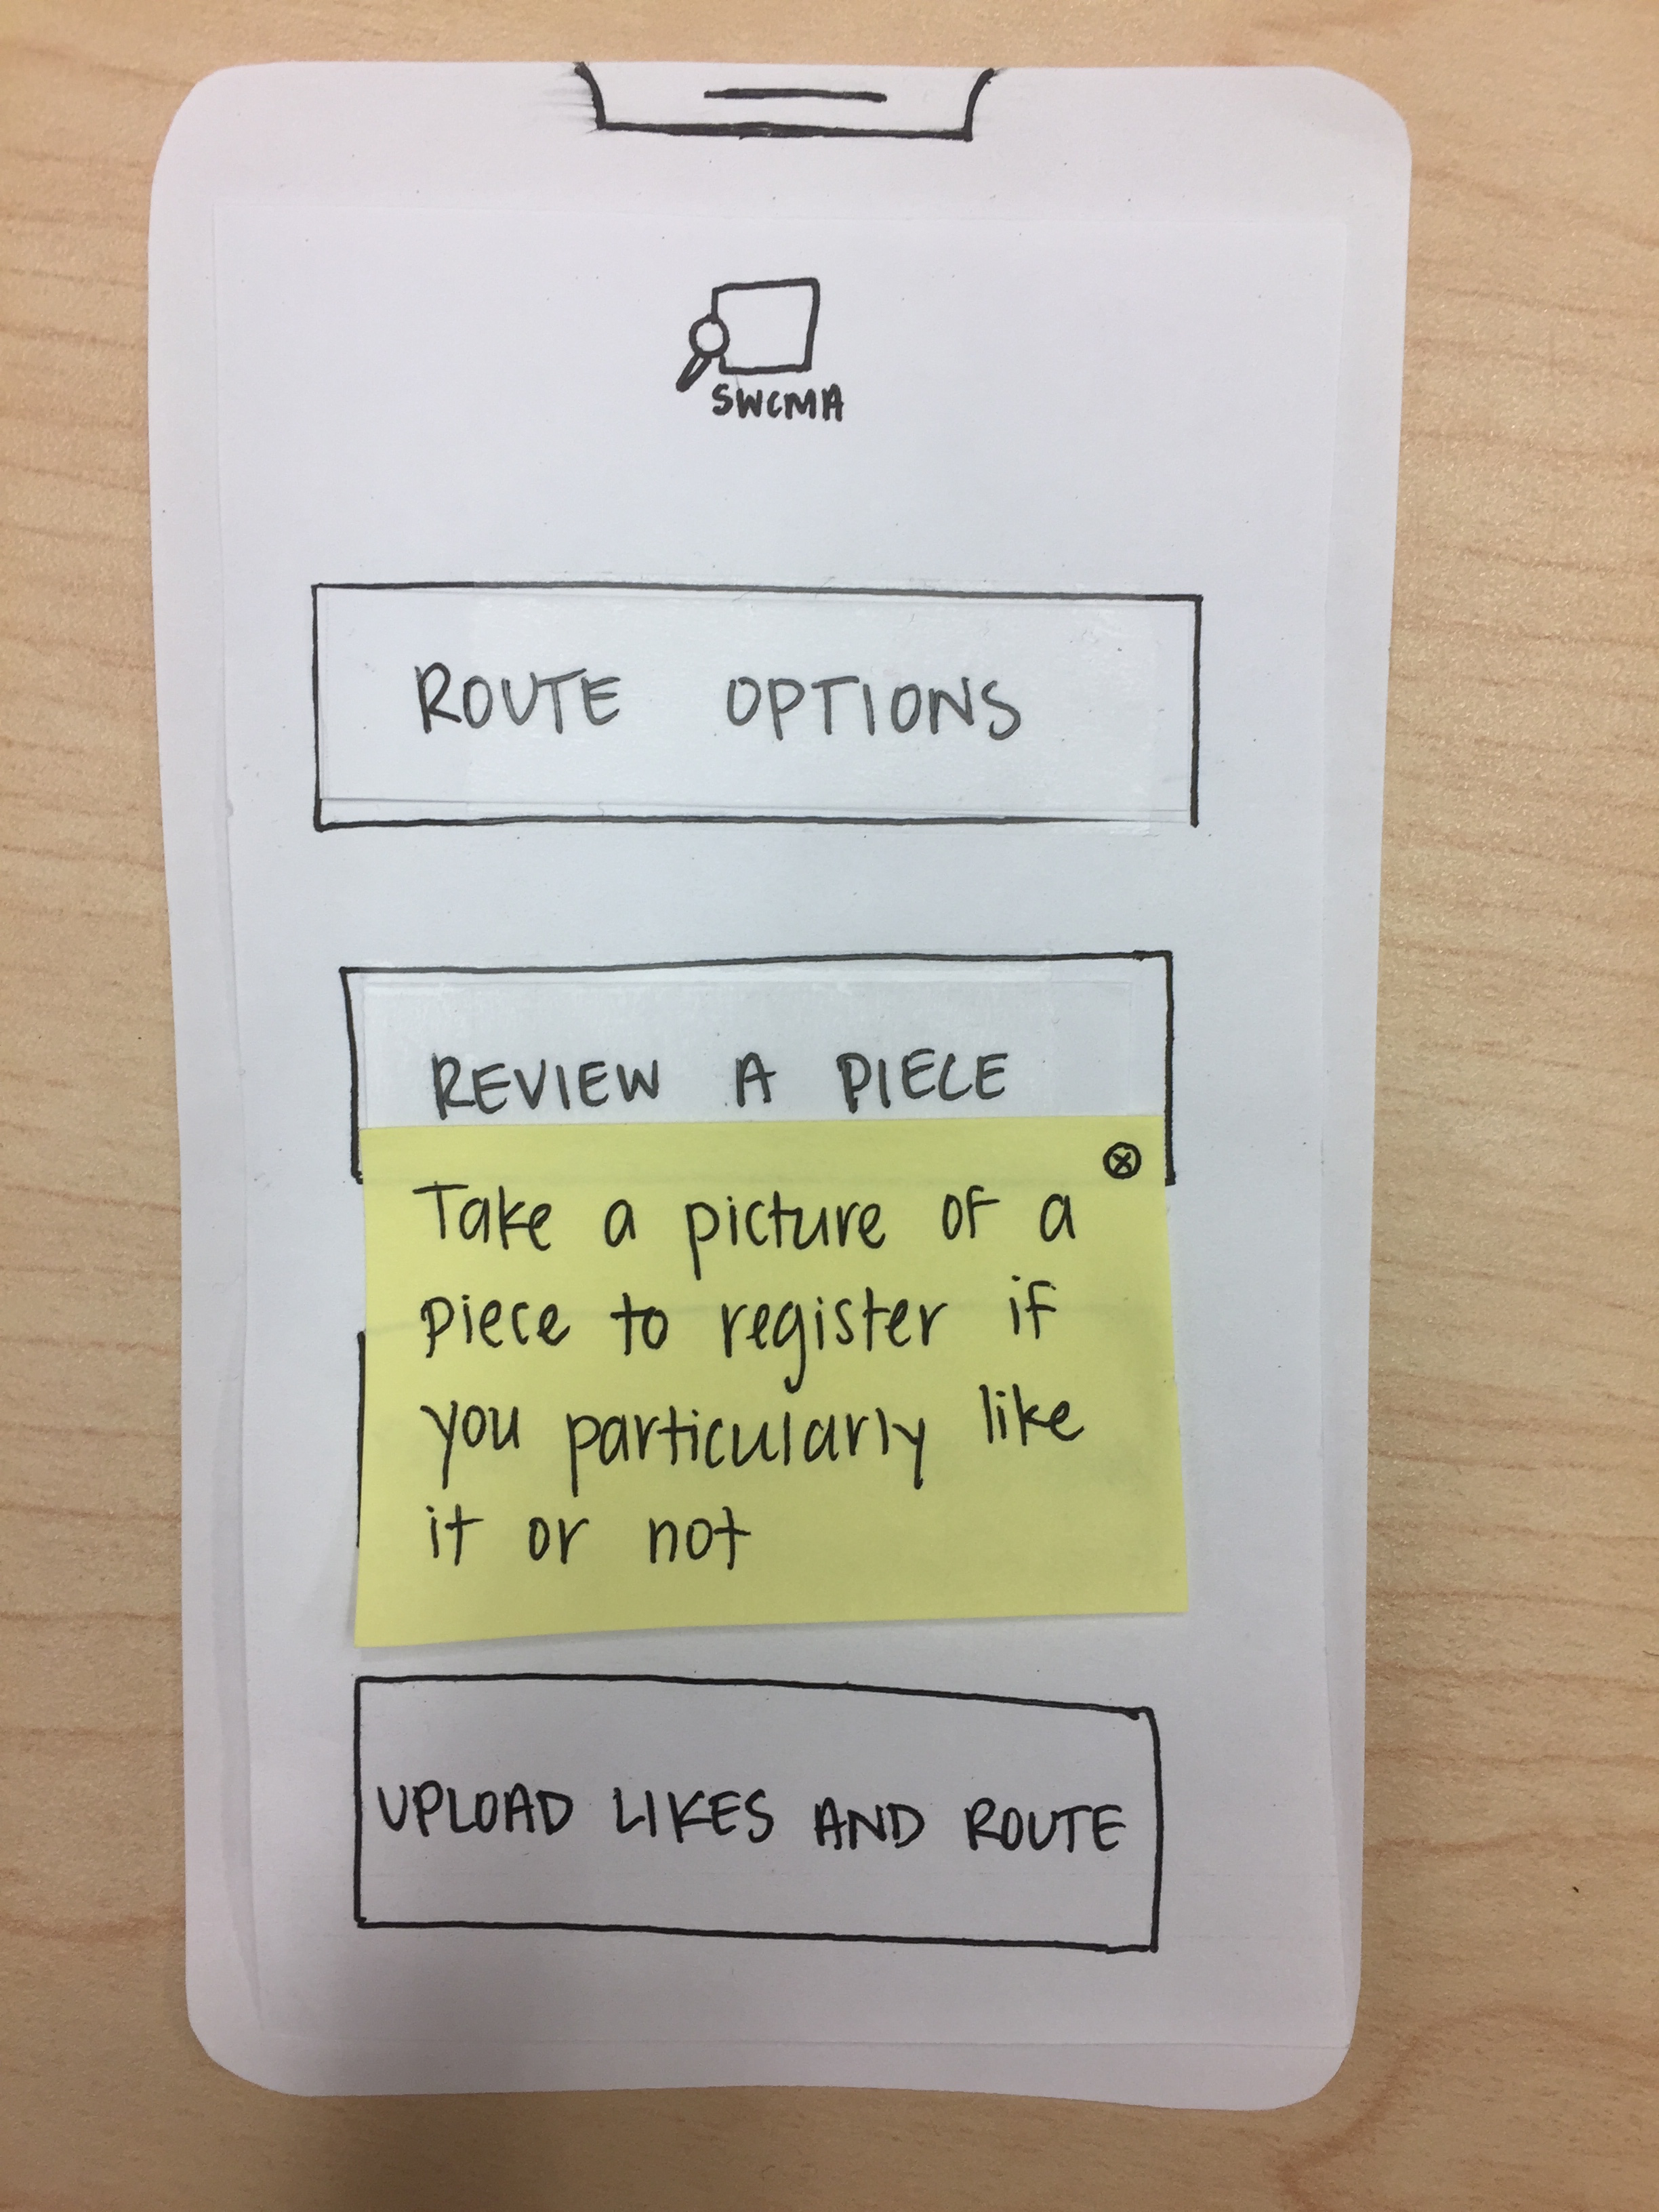 SWCMA
ROUTE OPTIONS
REVIEW A PIECE
Take a picture of a
piece to register if
you particularly like
it or not
UPLOAD LIKES AND ROUTE